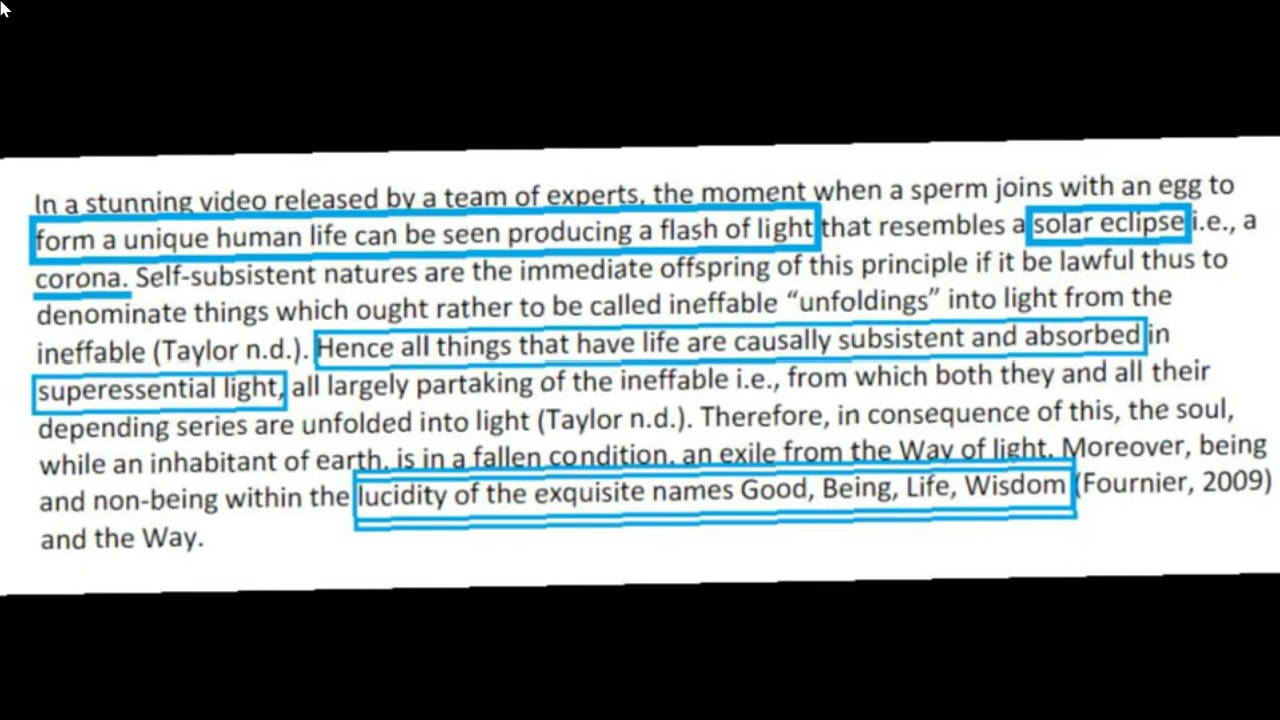 In a stunning video released by a team of experts, the moment when a sperm joins with an egg to
form a unique human life can be seen producing a flash of light that resembles a solar eclipse i.e., a
corona. Self-subsistent natures are the immediate offspring of this principle if it be lawful thus to
denominate things which ought rather to be called ineffable “unfoldings” into light from the
ineffable (Taylor n.d.). Hence all things that have life are causally subsistent and absorbed in
superessential light, all largely partaking of the ineffable i.e., from which both they and all their
depending series are unfolded into light (Taylor n.d.). Therefore, in consequence of this, the soul,
while an inhabitant of earth, is in a fallen condition, an exile from the Way of light. Moreover, being
and non-being within the lucidity of the exquisite names Good, Being, Life, Wisdom (Fournier, 2009)
and the Way.